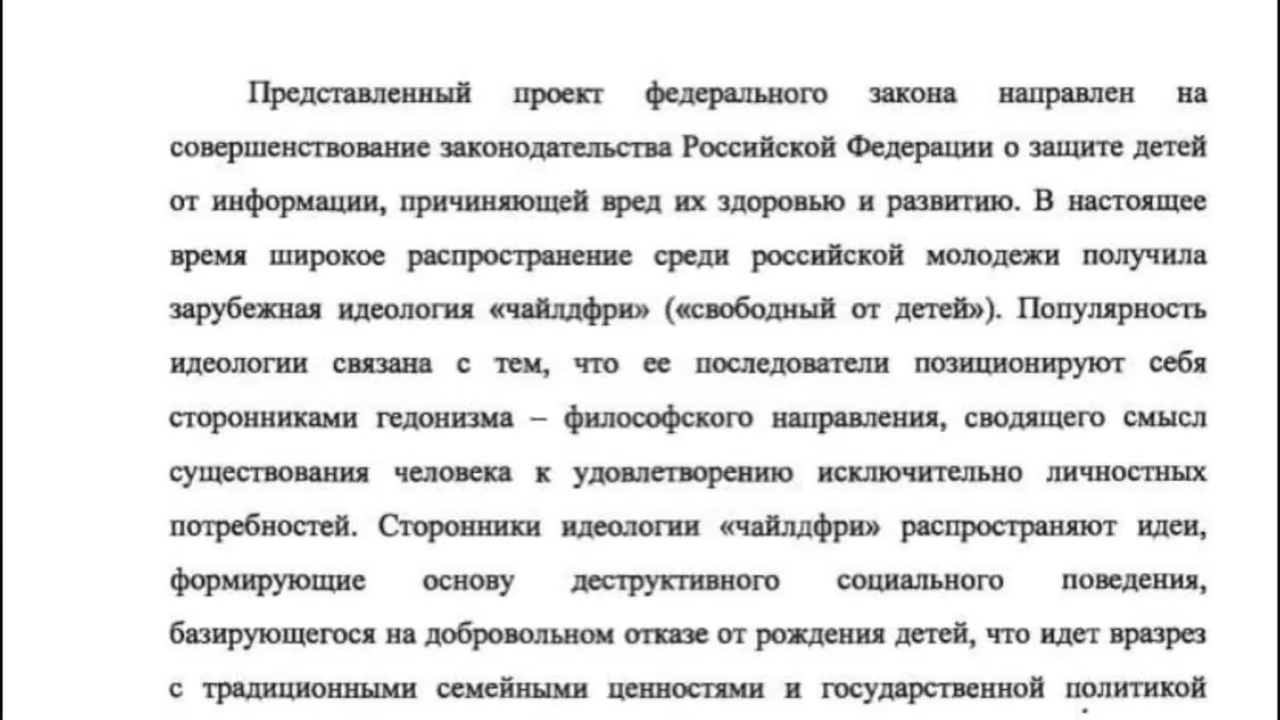 Представленный проект федерального закона направлен на
совершенствование законодательства Российской Федерации о защите детей
от информации, причиняющей вред их здоровью и развитию. В настоящее
время широкое распространение среди российской молодежи получила
зарубежная идеология «чайлдфри» («свободный от детей»). Популярность
идеологии связана с тем, что ее последователи позиционируют себя
сторонниками гедонизма – философского направления, сводящего смысл
существования человека к удовлетворению исключительно личностных
потребностей. Сторонники идеологии «чайлдфри» распространяют идеи,
формирующие основу деструктивного социального поведения,
базирующегося на добровольном отказе от рождения детей, что идет вразрез
с традиционными семейными ценностями и государственной политикой